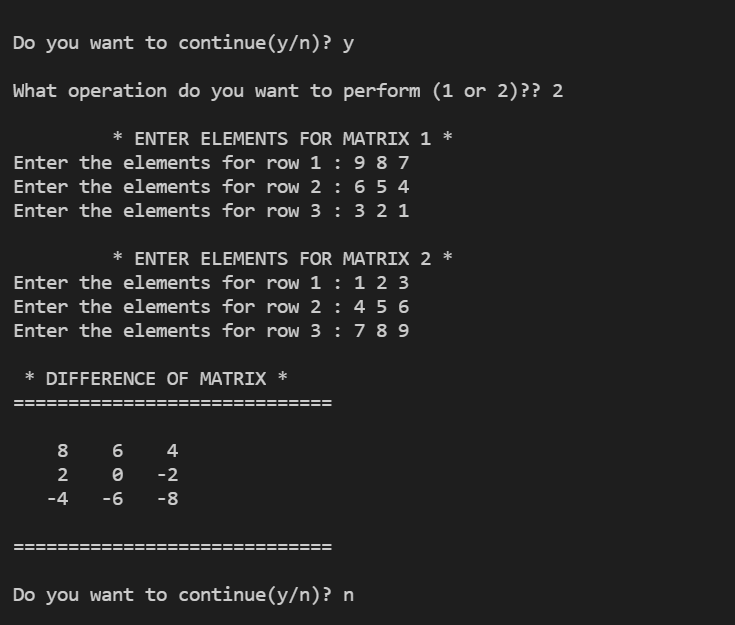 Do you want to continue(y/n)? y
What operation do you want to perform (1 or 2)?? 2
* ENTER ELEMENTS FOR MATRIX 1 *
Enter the elements for row 1 : 9 8 7
Enter the elements for row 2 : 6 5 4
Enter the elements for row 3 : 3 2 1
* ENTER ELEMENTS FOR MATRIX 2 *
Enter the elements for row 1 : 1 2 3
Enter the elements for row 2 : 4 5 6
Enter the elements for row 3 : 7 8 9
* DIFFERENCE OF MATRIX *
=============================
8 6 4
2 0 -2
-4 -6 -8
=============================
Do you want to continue(y/n)? n